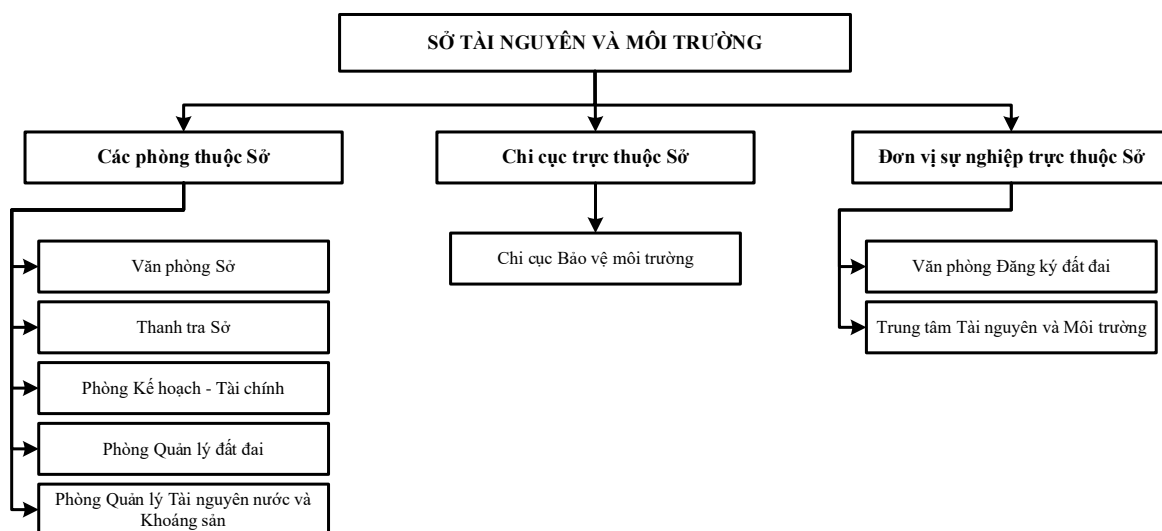 SỞ TÀI NGUYÊN VÀ MÔI TRƯỜNG
Các phòng thuộc Sở
Chi cục trực thuộc Sở
Đơn vị sự nghiệp trực thuộc Sở
Văn phòng Sở
Thanh tra Sở
Phòng Kế hoạch - Tài chính
Phòng Quản lý đất đai
Phòng Quản lý Tài nguyên nước và
Khoáng sản
Chi cục Bảo vệ môi trường
Văn phòng Đăng ký đất đai
Trung tâm Tài nguyên và Môi trường